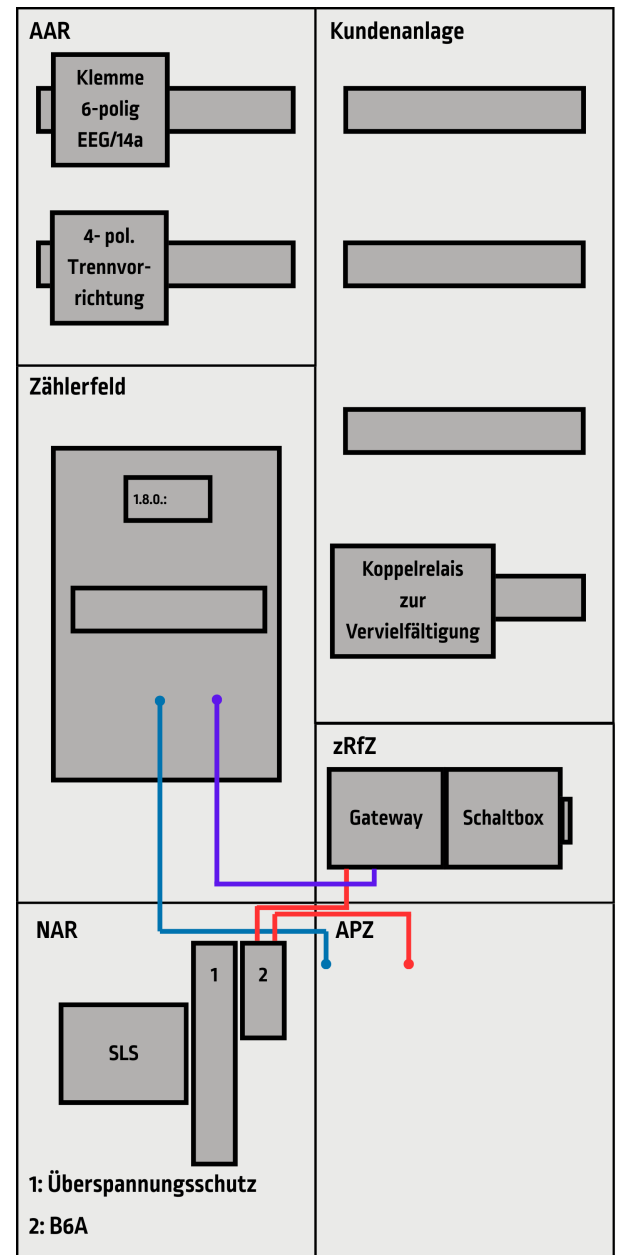 AAR
Klemme
6-polig
EEG/14a
4- pol.
Trennvor-
richtung
Kundenanlage
Koppelrelais
zur
Vervielfältigung
Zählerfeld
1.8.0.:
zRfZ
Gateway
Schaltbox
NAR
1
2
SLS
1: Überspannungsschutz
2: B6A
APZ